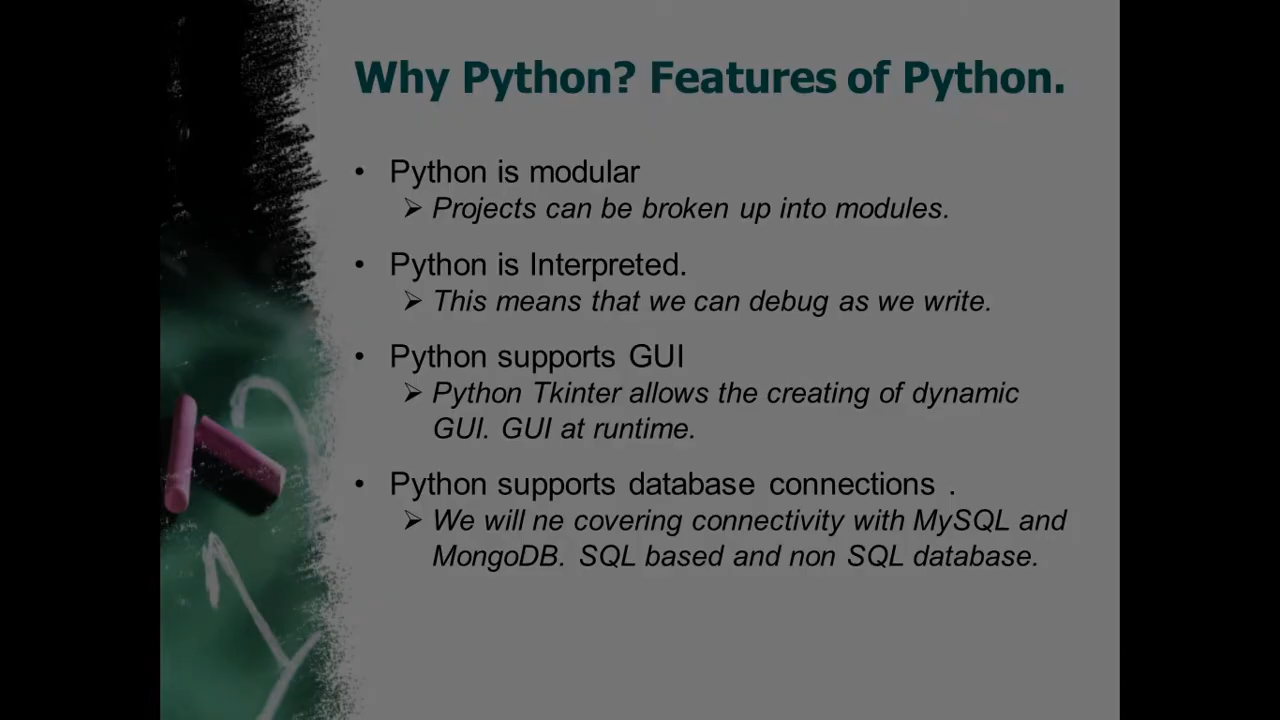 Why Python? Features of Python.
• Python is modular
➢ Projects can be broken up into modules.
• Python is Interpreted.
➢ This means that we can debug as we write.
• Python supports GUI
➢ Python Tkinter allows the creating of dynamic
GUI. GUI at runtime.
• Python supports database connections .
➢ We will ne covering connectivity with MySQL and
MongoDB. SQL based and non SQL database.